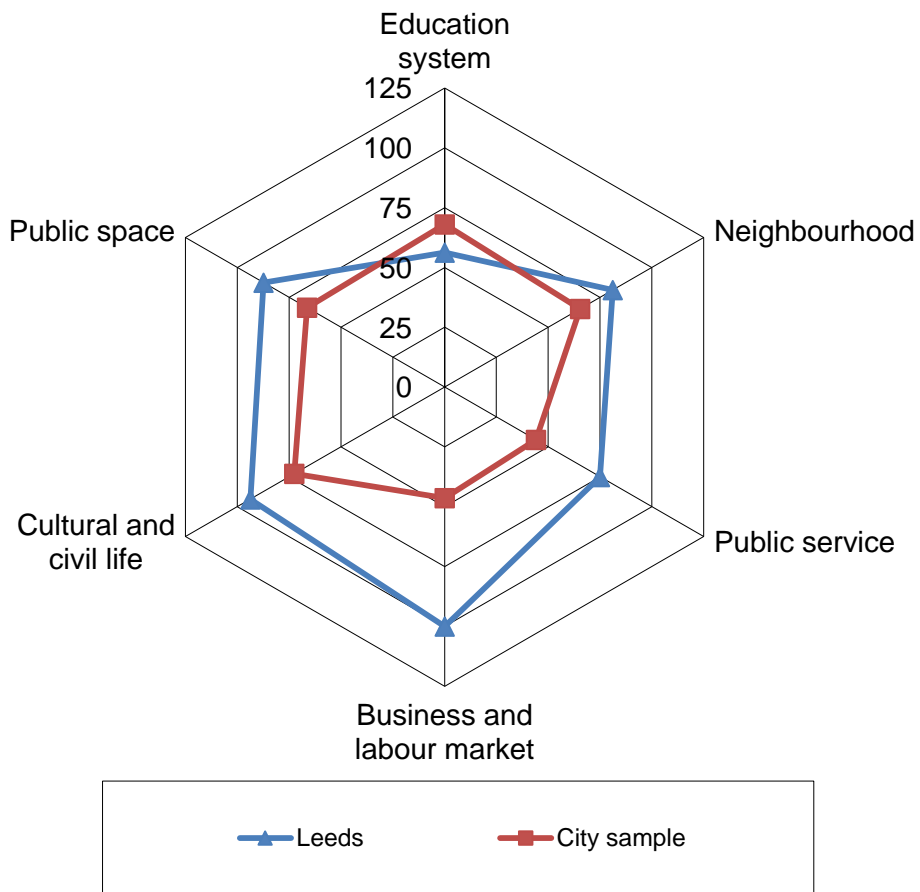 Education
system
125
100
75
50
25
0
Public space
Neighbourhood
Cultural and
civil life
Public service
Business and
labour market
Leeds
City sample